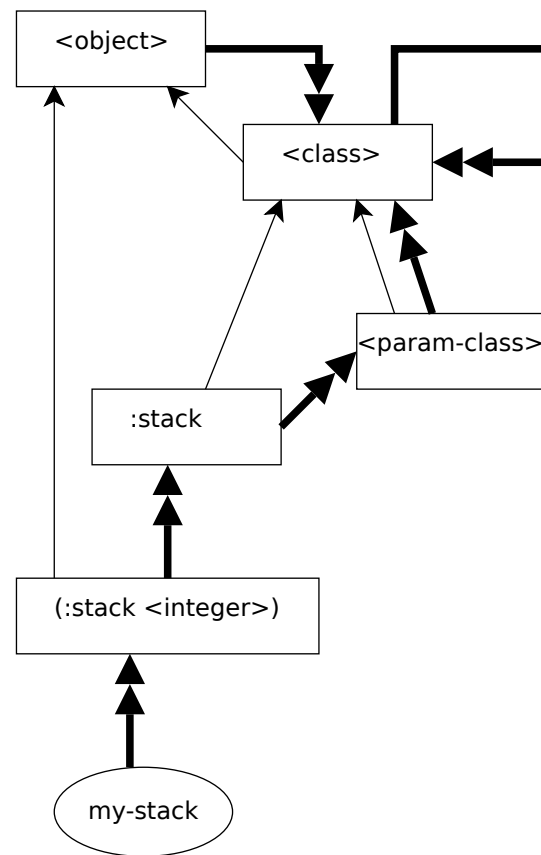 <object>
<class>
<param-class>
:stack
(:stack <integer>)
my-stack